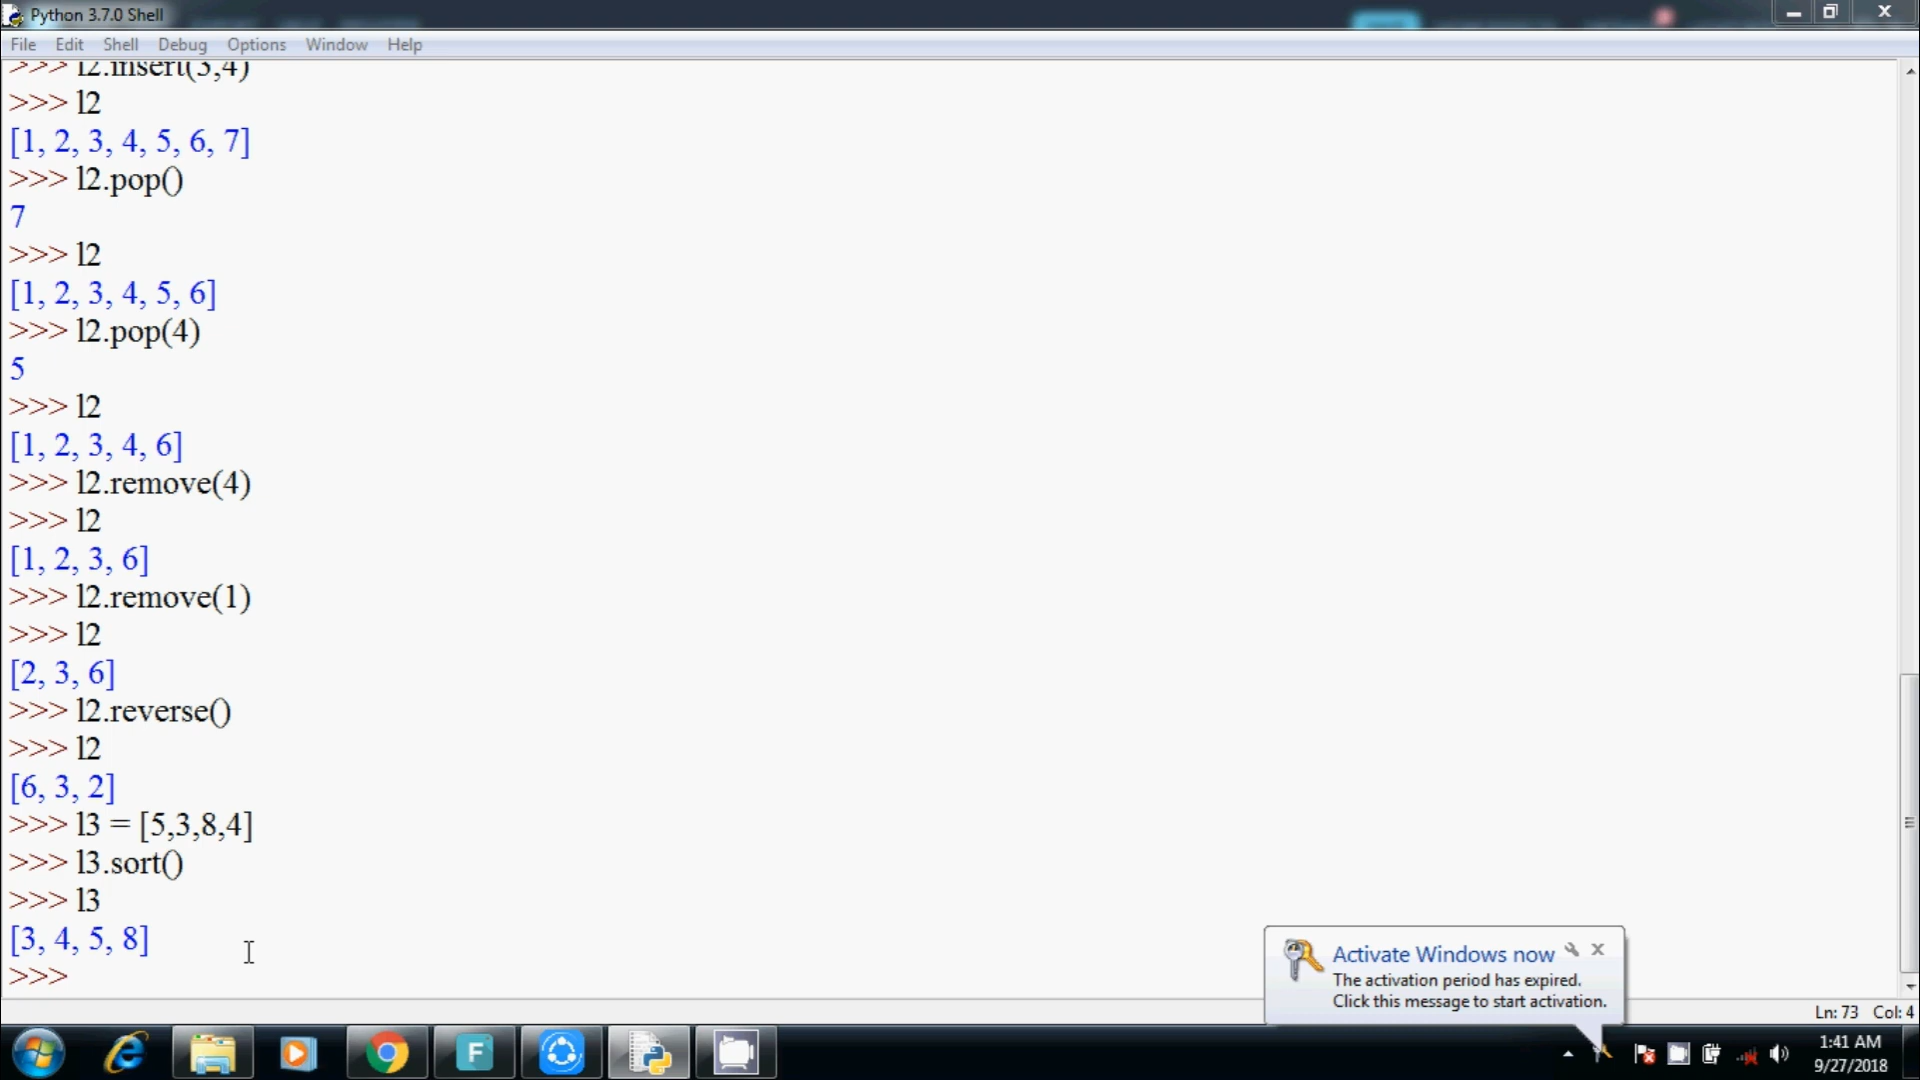 Python 3.7.0 Shell
File Edit Shell Debug Options Window Help
>>> l2.insert(3,4)
>>> l2
[1, 2, 3, 4, 5, 6, 7]
>>> l2.pop()
7
>>> l2
[1, 2, 3, 4, 5, 6]
>>> l2.pop(4)
5
>>> l2
[1, 2, 3, 4, 6]
>>> l2.remove(4)
>>> l2
[1, 2, 3, 6]
>>> l2.remove(1)
>>> l2
[2, 3, 6]
>>> l2.reverse()
>>> l2
[6, 3, 2]
>>> l3 = [5,3,8,4]
>>> l3.sort()
>>> l3
[3, 4, 5, 8]
>>>
Activate Windows now
The activation period has expired.
Click this message to start activation.
Ln: 73 Col: 4
F
1:41 AM
9/27/2018